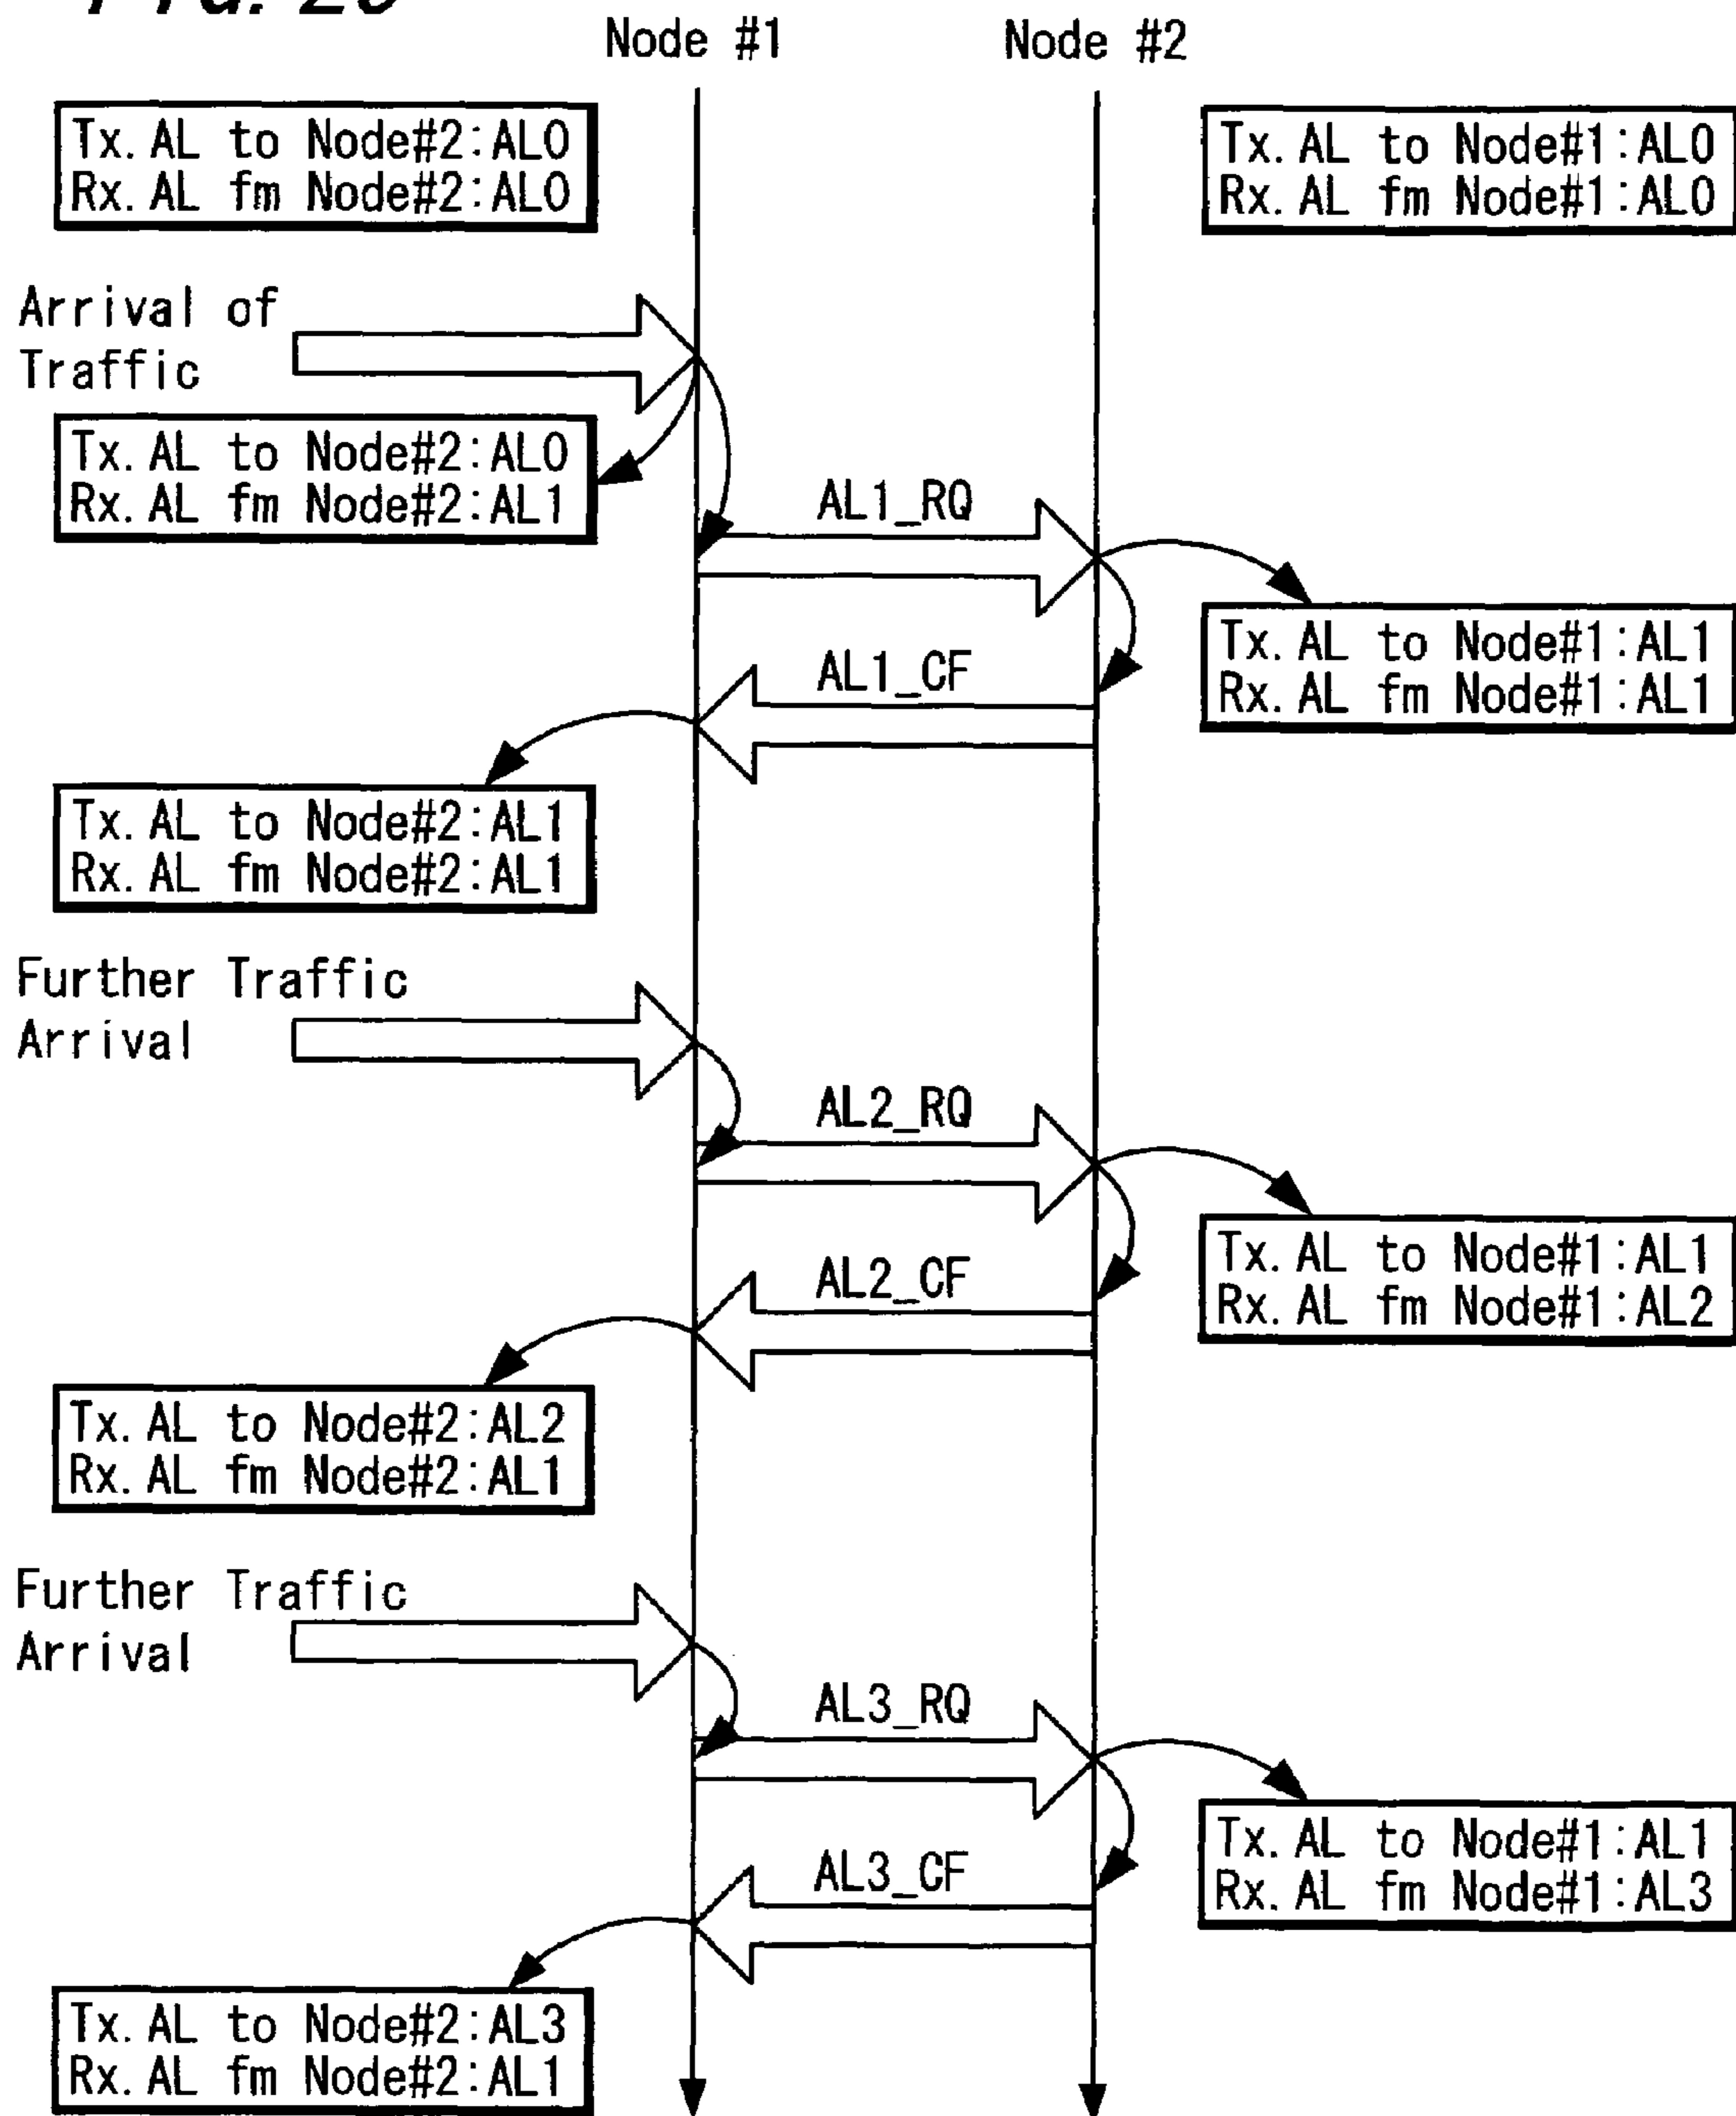 Node #1 Node #2
Tx. AL to Node#2:AL0
Rx. AL fm Node#2:AL0
Tx. AL to Node#1:AL0
Rx. AL fm Node#1:AL0
Arrival of
Traffic
Tx. AL to Node#2:AL0
Rx. AL fm Node#2:AL1
AL1_RQ
Tx. AL to Node#1:AL1
Rx. AL fm Node#1:AL1
AL1_CF
Tx. AL to Node#2:AL1
Rx. AL fm Node#2:AL1
Further Traffic
Arrival
AL2_RQ
Tx. AL to Node#1:AL1
Rx. AL fm Node#1:AL2
AL2_CF
Tx. AL to Node#2:AL2
Rx. AL fm Node#2:AL1
Further Traffic
Arrival
AL3_RQ
Tx. AL to Node#1:AL1
Rx. AL fm Node#1:AL3
AL3_CF
Tx. AL to Node#2:AL3
Rx. AL fm Node#2:AL1